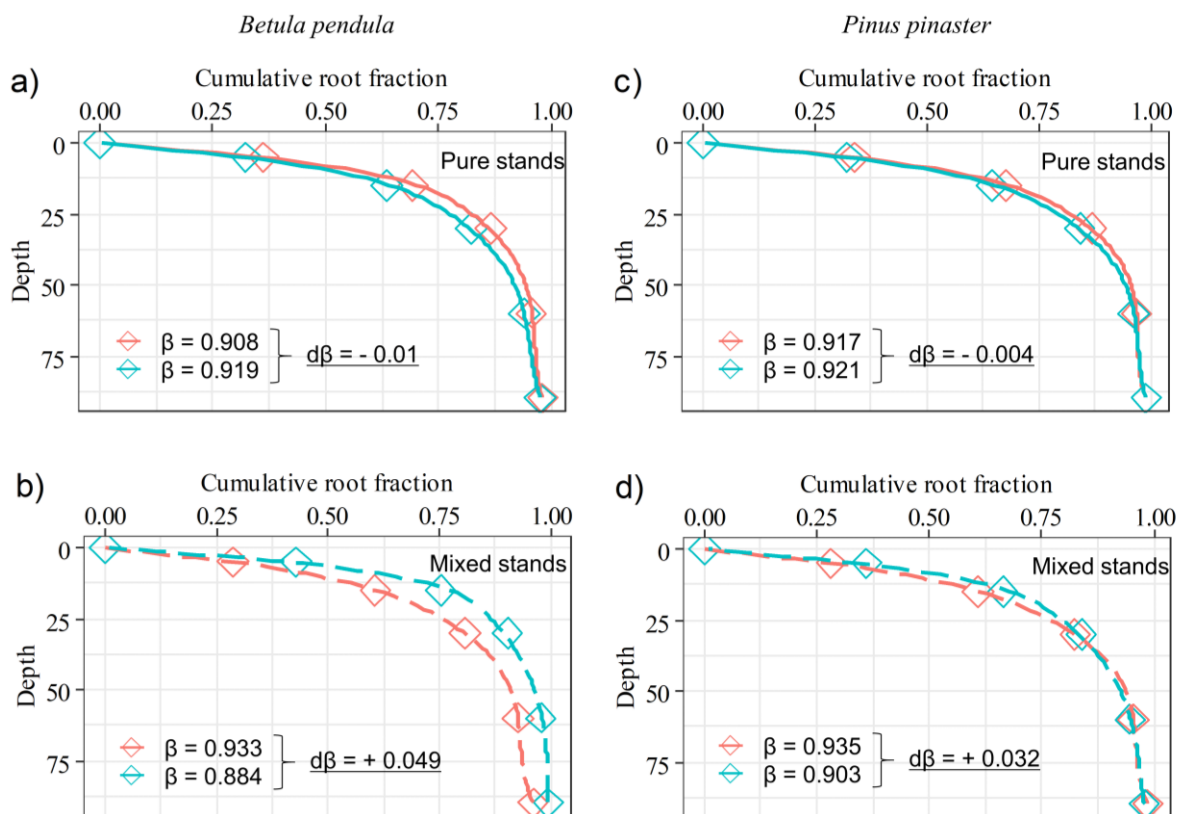 Betula pendula
Pinus pinaster
a)
Cumulative root fraction
0.00 0.25 0.50 0.75 1.00
Depth
0
25
50
75
Pure stands
β = 0.908
β = 0.919
dβ = - 0.01
c)
Cumulative root fraction
0.00 0.25 0.50 0.75 1.00
Depth
0
25
50
75
Pure stands
β = 0.917
β = 0.921
dβ = - 0.004
b)
Cumulative root fraction
0.00 0.25 0.50 0.75 1.00
Depth
0
25
50
75
Mixed stands
β = 0.933
β = 0.884
dβ = + 0.049
d)
Cumulative root fraction
0.00 0.25 0.50 0.75 1.00
Depth
0
25
50
75
Mixed stands
β = 0.935
β = 0.903
dβ = + 0.032